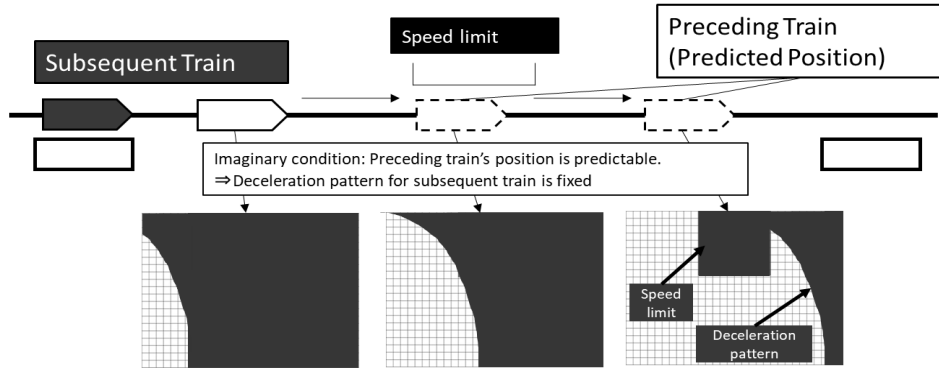 Speed limit
Preceding Train
(Predicted Position)
Subsequent Train
Imaginary condition: Preceding train's position is predictable.
⇒Deceleration pattern for subsequent train is fixed
Speed
limit
Deceleration
pattern